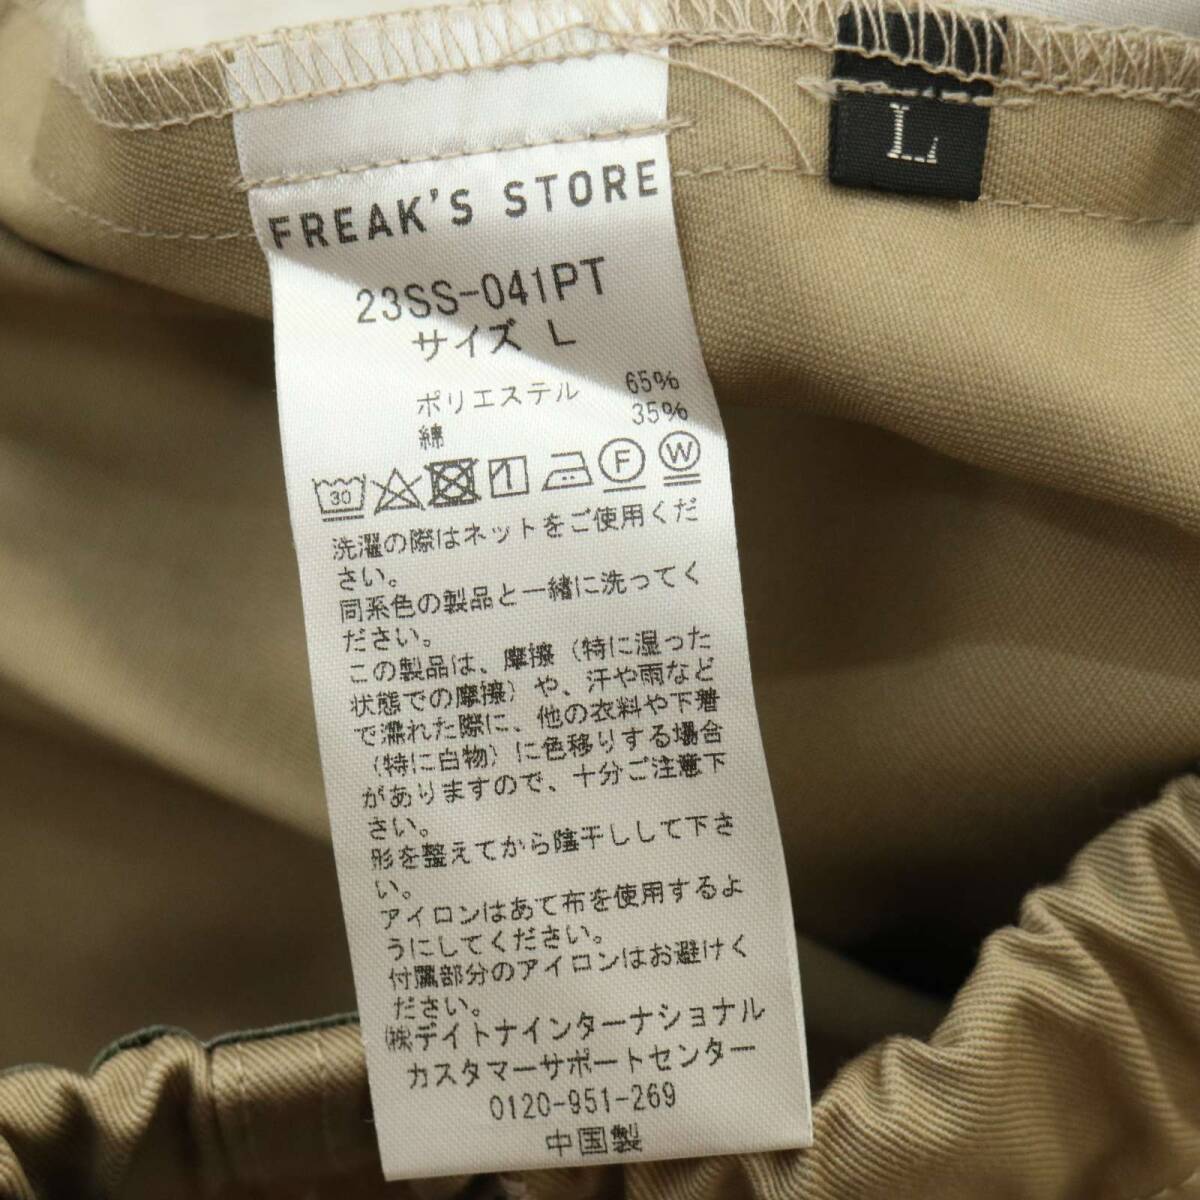 FREAK'S STORE
L
23SS-041PT
サイズ L
ポリエステル 65%
綿 35%
30
F
W
洗濯の際はネットをご使用くだ
さい。
同系色の製品と一緒に洗ってく
ださい。
この製品は、摩擦（特に湿った
状態での摩擦）や、汗や雨など
で濡れた際に、他の衣料や下着
（特に白物）に色移りする場合
がありますので、十分ご注意下
さい。
形を整えてから陰干しして下さ
い。
アイロンはあて布を使用するよ
うにしてください。
付属部分のアイロンはお避けく
ださい。
㈱デイトナインターナショナル
カスタマーサポートセンター
0120-951-269
中国製